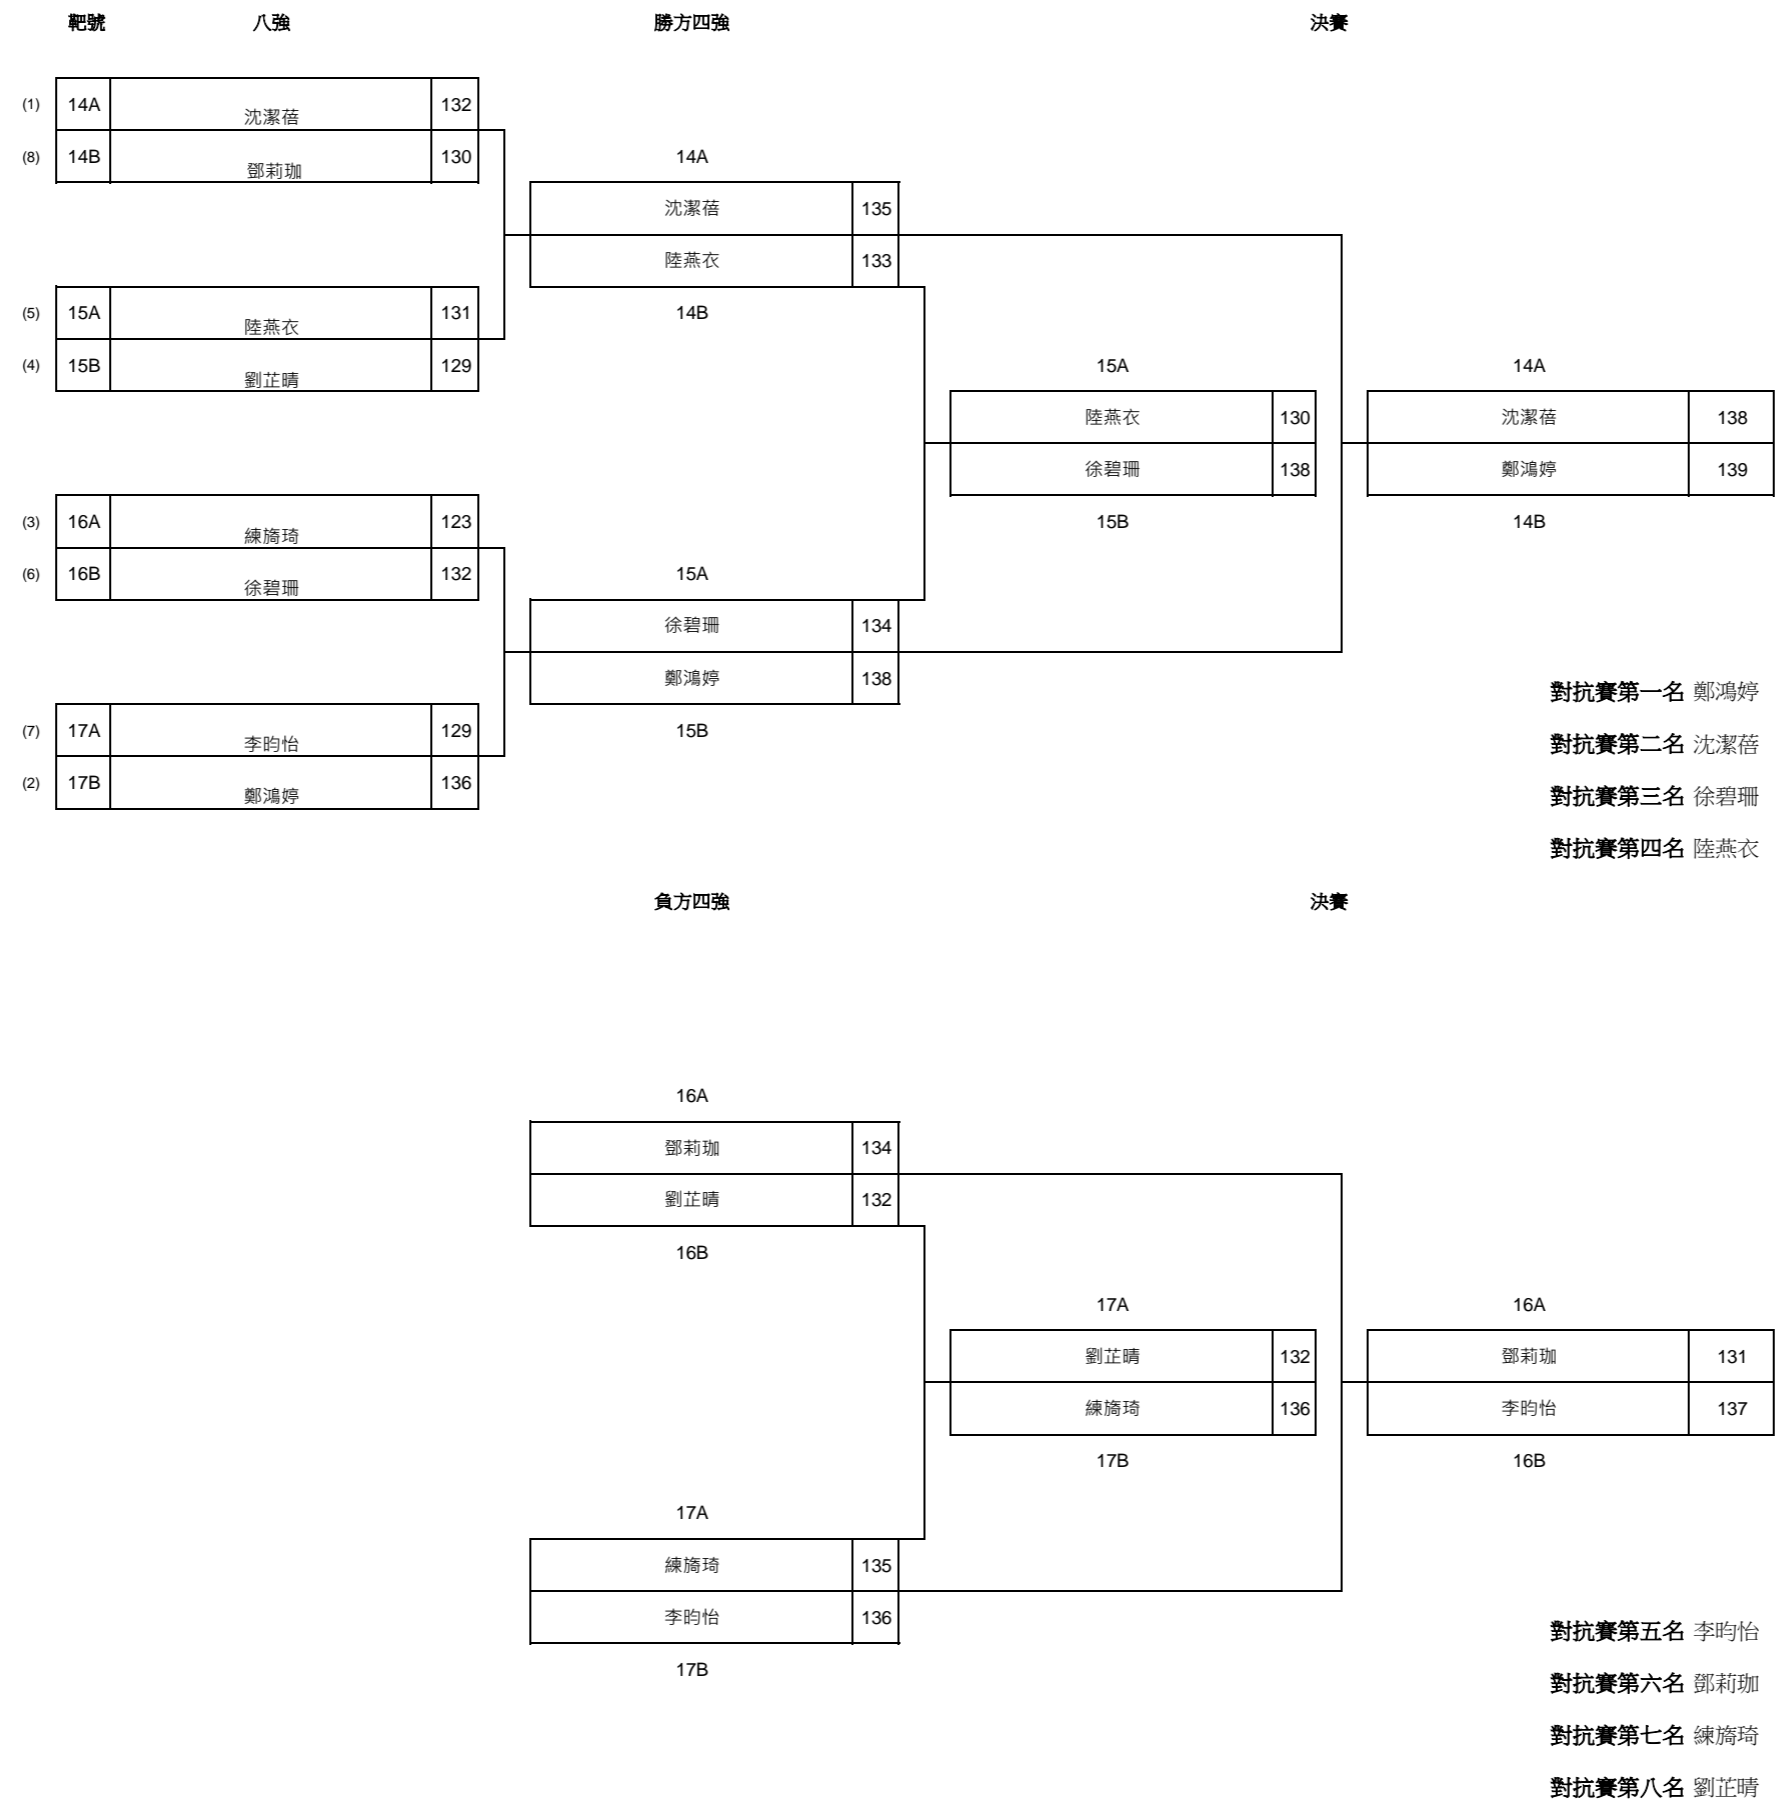 靶號 八強 勝方四強 決賽
(1) 14A 沈潔蓓 132
(8) 14B 鄧莉珈 130 14A
沈潔蓓 135
陸燕衣 133
(5) 15A 陸燕衣 131 14B
(4) 15B 劉芷晴 129 15A 14A
陸燕衣 130 沈潔蓓 138
徐碧珊 138 鄭鴻婷 139
(3) 16A 練旖琦 123 15B 14B
(6) 16B 徐碧珊 132 15A
徐碧珊 134
鄭鴻婷 138
對抗賽第一名 鄭鴻婷
(7) 17A 李昀怡 129 15B
對抗賽第二名 沈潔蓓
(2) 17B 鄭鴻婷 136
對抗賽第三名 徐碧珊
對抗賽第四名 陸燕衣
負方四強 決賽
16A
鄧莉珈 134
劉芷晴 132
16B
17A 16A
劉芷晴 132 鄧莉珈 131
練旖琦 136 李昀怡 137
17B 16B
17A
練旖琦 135
李昀怡 136
對抗賽第五名 李昀怡
17B
對抗賽第六名 鄧莉珈
對抗賽第七名 練旖琦
對抗賽第八名 劉芷晴